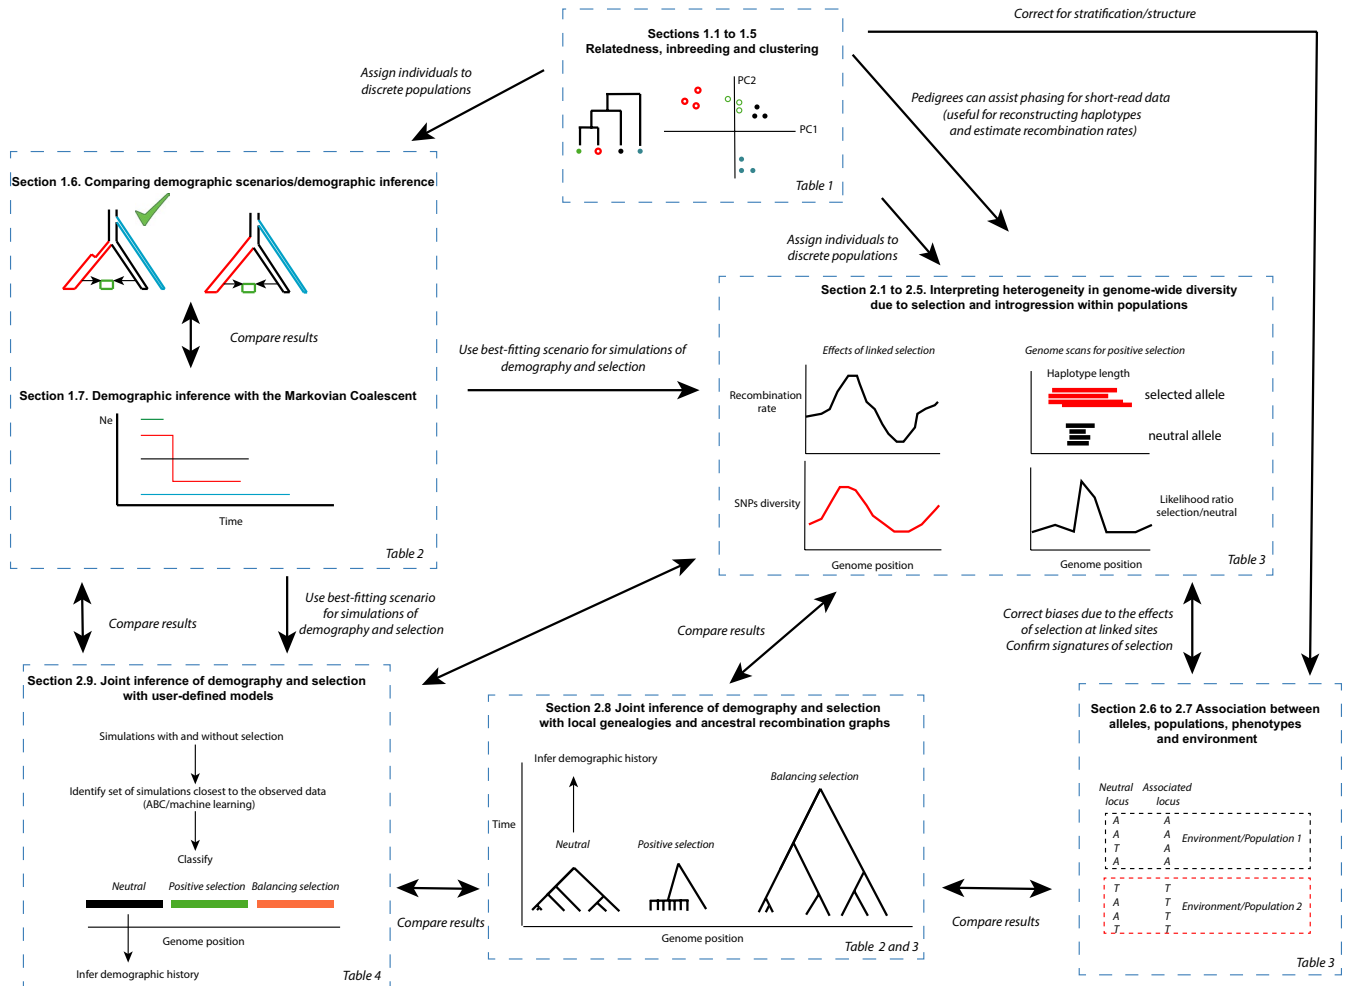 Correct for stratification/structure
Sections 1.1 to 1.5
Relatedness, inbreeding and clustering
PC2
PC1
Table 1
Assign individuals to
discrete populations
Pedigrees can assist phasing for short-read data
(useful for reconstructing haplotypes
and estimate recombination rates)
Assign individuals to
discrete populations
Section 1.6. Comparing demographic scenarios/demographic inference
Compare results
Section 1.7. Demographic inference with the Markovian Coalescent
Ne
Time
Table 2
Use best-fitting scenario for simulations of
demography and selection
Section 2.1 to 2.5. Interpreting heterogeneity in genome-wide diversity
due to selection and introgression within populations
Effects of linked selection
Recombination
rate
SNPs diversity
Genome position
Genome scans for positive selection
Haplotype length
selected allele
neutral allele
Likelihood ratio
selection/neutral
Genome position
Table 3
Compare results
Use best-fitting scenario
for simulations of
demography and selection
Compare results
Correct biases due to the effects
of selection at linked sites
Confirm signatures of selection
Section 2.9. Joint inference of demography and selection
with user-defined models
Simulations with and without selection
Identify set of simulations closest to the observed data
(ABC/machine learning)
Classify
Neutral Positive selection Balancing selection
Genome position
Infer demographic history
Table 4
Compare results
Section 2.8 Joint inference of demography and selection
with local genealogies and ancestral recombination graphs
Infer demographic history
Balancing selection
Time
Neutral
Positive selection
Genome position
Table 2 and 3
Compare results
Section 2.6 to 2.7 Association between
alleles, populations, phenotypes
and environment
Neutral Associated
locus locus
A A
A A
T A
A A
Environment/Population 1
T T
A T
A T
T T
Environment/Population 2
Table 3